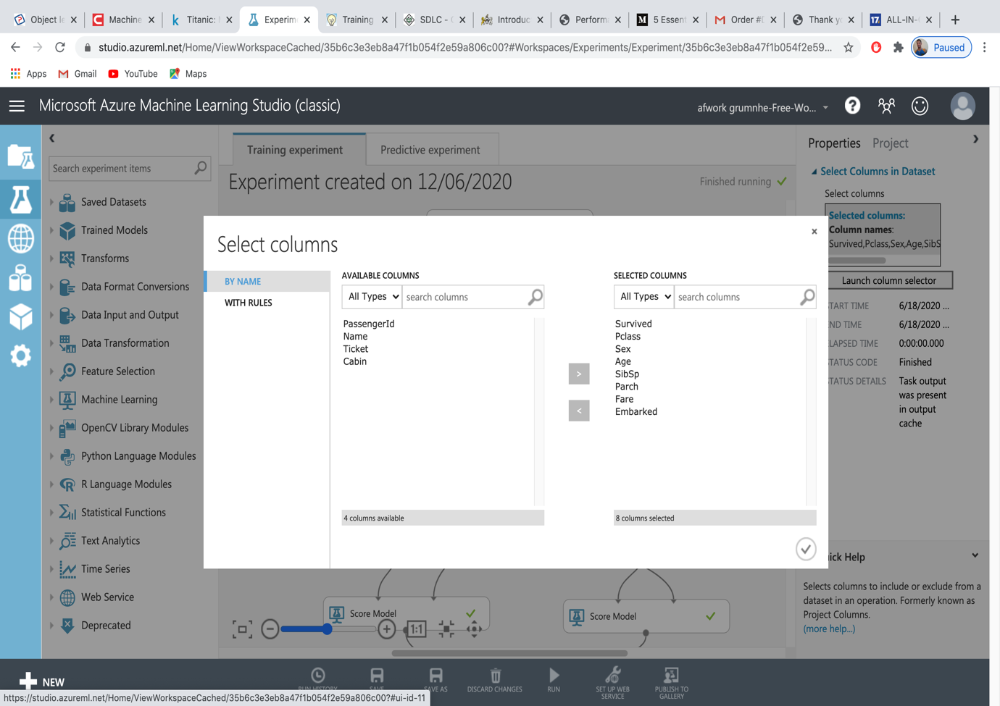 Object le
Machine
Titanic:
Experim
Training
SDLC -
Introduc
Perform
5 Essent
Order #
Thank y
ALL-IN-
studio.azureml.net/Home/ViewWorkspaceCached/35b6c3e3eb8a47f1b054f2e59a806c00?#Workspaces/Experiments/Experiment/35b6c3e3eb8a47f1b054f2e59...
Paused
Apps
Gmail
YouTube
Maps
Microsoft Azure Machine Learning Studio (classic)
afwork grumnhe-Free-Wo...
Search experiment items
Saved Datasets
Trained Models
Transforms
Data Format Conversions
Data Input and Output
Data Transformation
Feature Selection
Machine Learning
OpenCV Library Modules
Python Language Modules
R Language Modules
Statistical Functions
Text Analytics
Time Series
Web Service
Deprecated
Training experiment
Predictive experiment
Experiment created on 12/06/2020
Finished running
Select columns
BY NAME
WITH RULES
AVAILABLE COLUMNS
All Types
search columns
PassengerId
Name
Ticket
Cabin
4 columns available
>
<
SELECTED COLUMNS
All Types
search columns
Survived
Pclass
Sex
Age
SibSp
Parch
Fare
Embarked
8 columns selected
Score Model
Score Model
1:1
Properties
Project
Select Columns in Dataset
Select columns
Selected columns:
Column names:
Survived,Pclass,Sex,Age,SibS
Launch column selector
START TIME 6/18/2020 ...
END TIME 6/18/2020 ...
ELAPSED TIME 0:00:00.000
STATUS CODE Finished
STATUS DETAILS Task output
was present
in output
cache
Quick Help
Selects columns to include or exclude from a
dataset in an operation. Formerly known as
Project Columns.
(more help...)
NEW
RUN HISTORY
SAVE
SAVE AS
DISCARD CHANGES
RUN
SET UP WEB
SERVICE
PUBLISH TO
GALLERY
https://studio.azureml.net/Home/ViewWorkspaceCached/35b6c3e3eb8a47f1b054f2e59a806c00?#ui-id-11